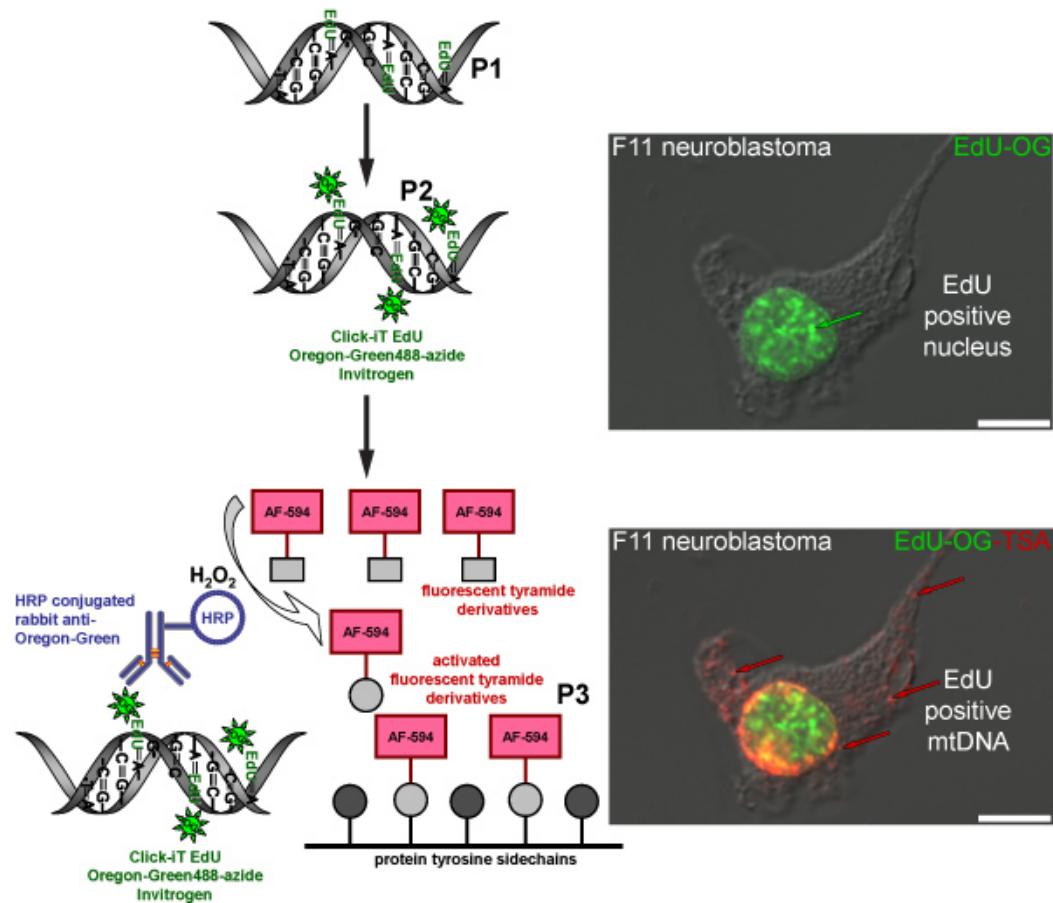 EdU
EdU
EdU
P1
P2
EdU
EdU
EdU
Click-iT EdU
Oregon-Green488-azide
Invitrogen
F11 neuroblastoma
EdU-OG
EdU
positive
nucleus
AF-594
AF-594
AF-594
fluorescent tyramide
derivatives
H₂O₂
HRP
HRP conjugated
rabbit anti-
Oregon-Green
AF-594
activated
fluorescent tyramide
derivatives
P3
AF-594
AF-594
protein tyrosine sidechains
EdU
EdU
EdU
Click-iT EdU
Oregon-Green488-azide
Invitrogen
F11 neuroblastoma
EdU-OG-TSA
EdU
positive
mtDNA